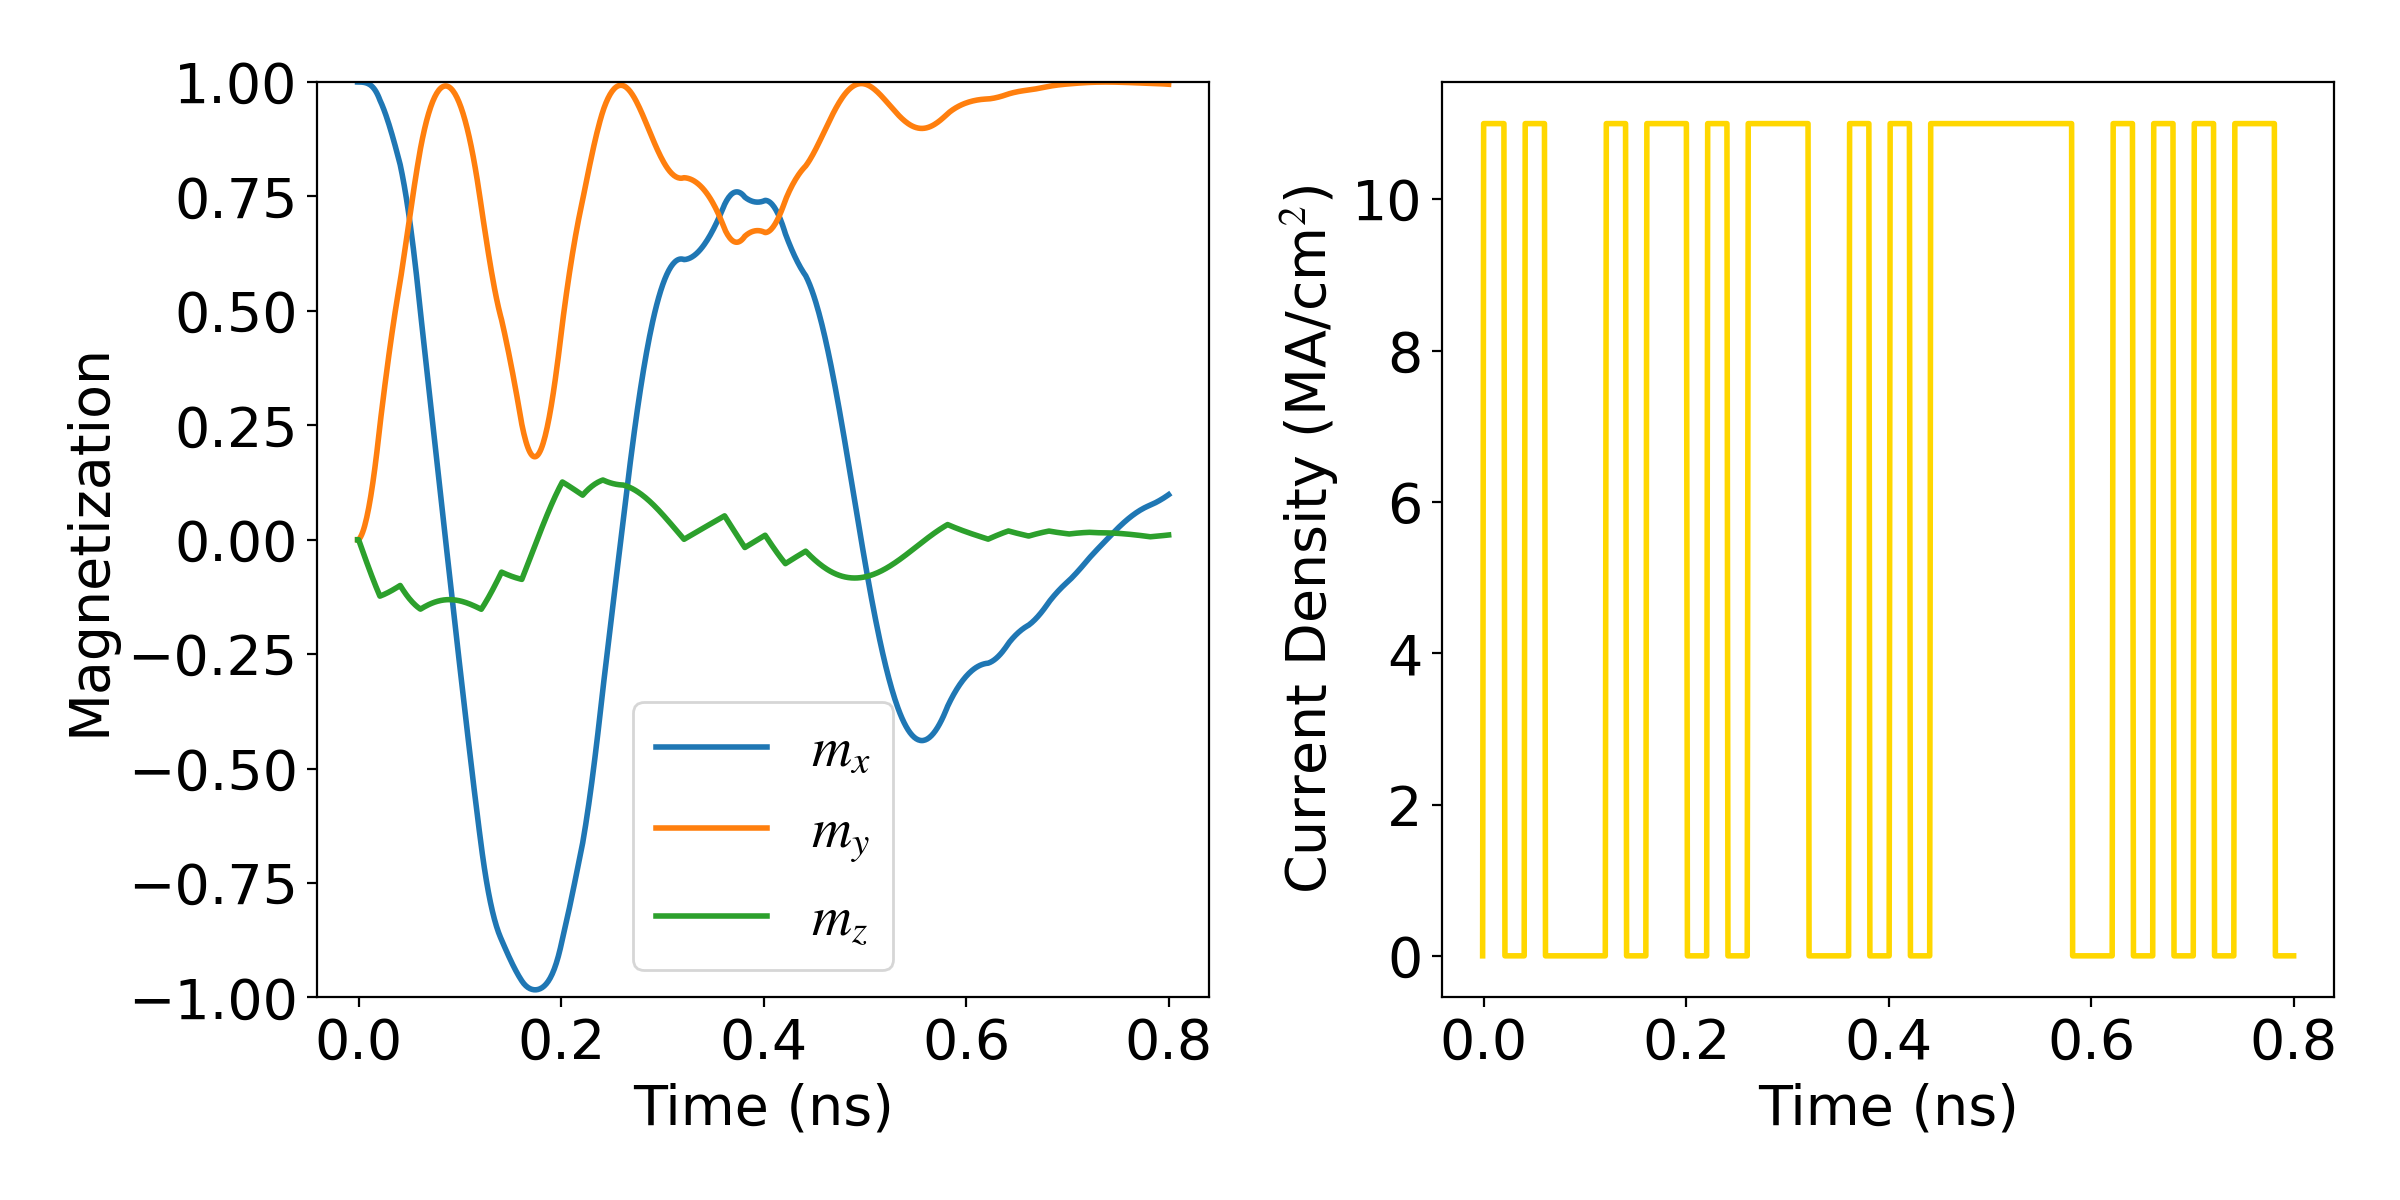 Magnetization
1.00
0.75
0.50
0.25
0.00
−0.25
−0.50
−0.75
−1.00
m_x
m_y
m_z
0.0 0.2 0.4 0.6 0.8
Time (ns)
Current Density (MA/cm²)
10
8
6
4
2
0
0.0 0.2 0.4 0.6 0.8
Time (ns)